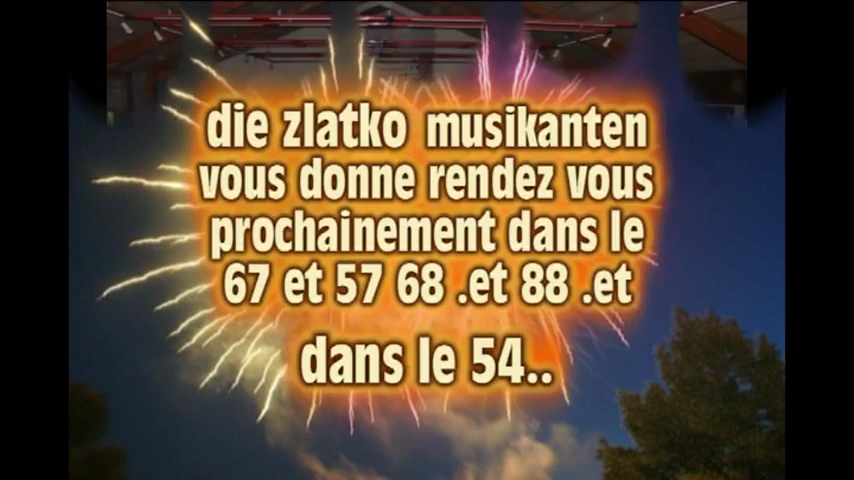 die zlatko musikanten
vous donne rendez vous
prochainement dans le
67 et 57 68 .et 88 .et
dans le 54..